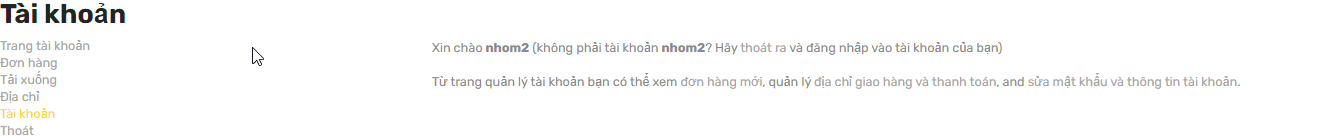 Tài khoản
Trang tài khoản
Đơn hàng
Tải xuống
Địa chỉ
Tài khoản
Thoát
Xin chào nhom2 (không phải tài khoản nhom2? Hãy thoát ra và đăng nhập vào tài khoản của bạn)
Từ trang quản lý tài khoản bạn có thể xem đơn hàng mới, quản lý địa chỉ giao hàng và thanh toán, and sửa mật khẩu và thông tin tài khoản.